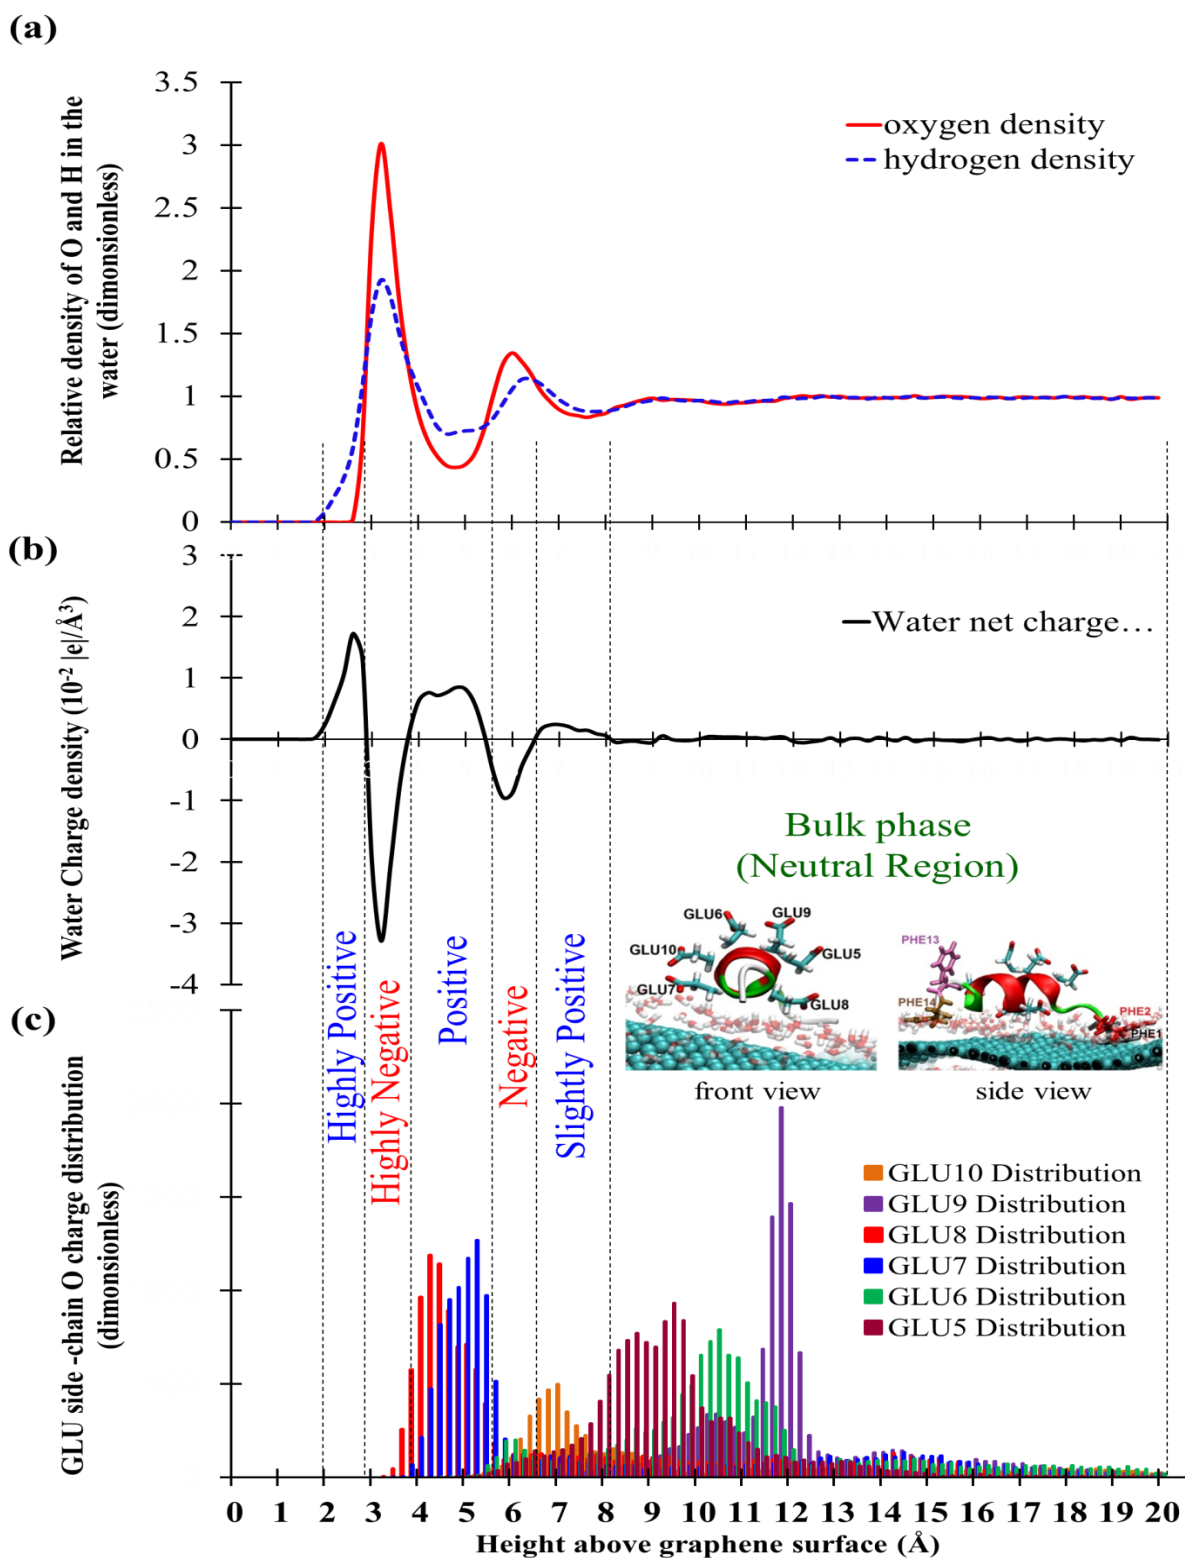 (a)
Relative density of O and H in the
water (dimonsionless)
3.5
3
2.5
2
1.5
1
0.5
0
oxygen density
hydrogen density
(b)
Water Charge density (10⁻² |e|/Å³)
3
2
1
0
-1
-2
-3
-4
Water net charge…
Bulk phase
(Neutral Region)
GLU6
GLU9
GLU10
GLU5
GLU7
GLU8
front view
PHE13
PHE14
PHE2
PHE1
side view
Highly Positive
Highly Negative
Positive
Negative
Slightly Positive
(c)
GLU side -chain O charge distribution
(dimonsionless)
GLU10 Distribution
GLU9 Distribution
GLU8 Distribution
GLU7 Distribution
GLU6 Distribution
GLU5 Distribution
0 1 2 3 4 5 6 7 8 9 10 11 12 13 14 15 16 17 18 19 20
Height above graphene surface (Å)